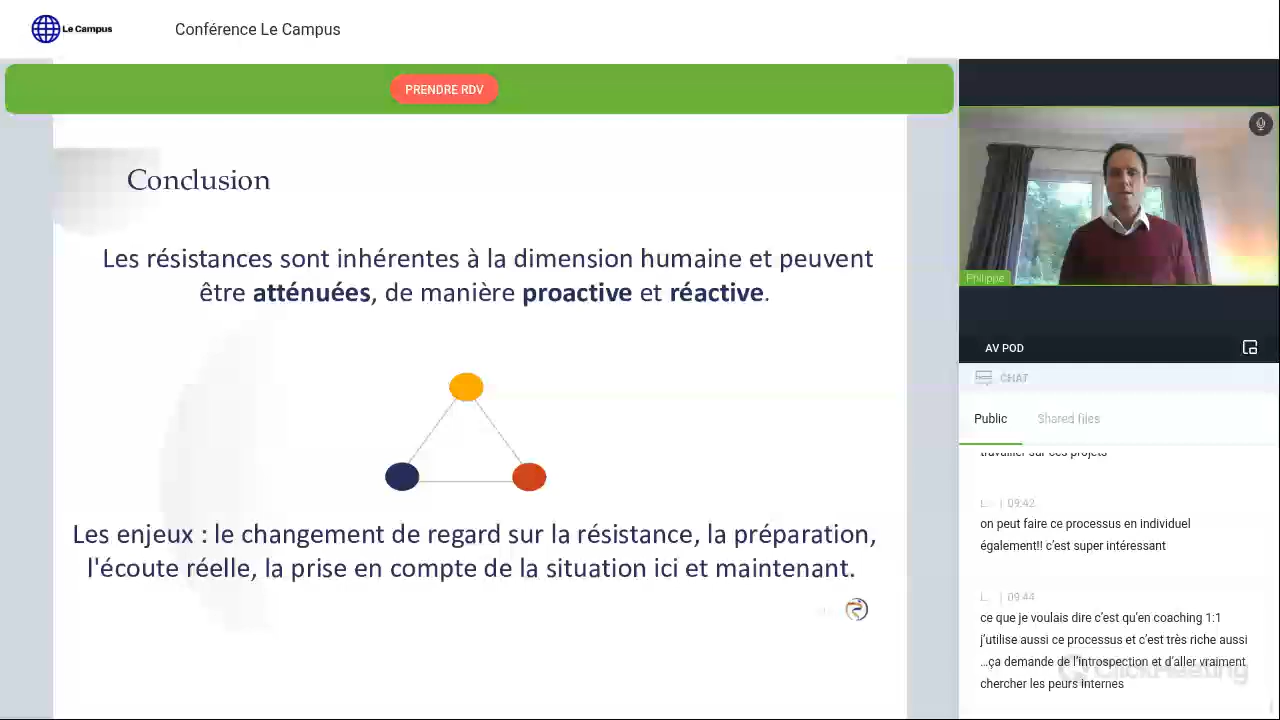 Le Campus
Conférence Le Campus
PRENDRE RDV
Conclusion
Les résistances sont inhérentes à la dimension humaine et peuvent
être atténuées, de manière proactive et réactive.
Les enjeux : le changement de regard sur la résistance, la préparation,
l'écoute réelle, la prise en compte de la situation ici et maintenant.
Philippe
AV POD
CHAT
Public
Shared files
travailler sur ces projets
L... | 09:42
on peut faire ce processus en individuel
également!! c’est super intéressant
L... | 09:44
ce que je voulais dire c’est qu’en coaching 1:1
j’utilise aussi ce processus et c’est très riche aussi
...ça demande de l’introspection et d’aller vraiment
chercher les peurs internes
ClickMeeting